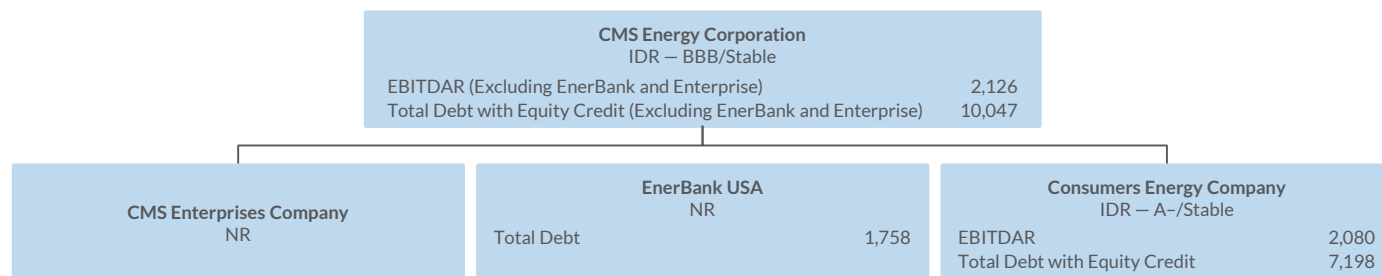 CMS Energy Corporation
IDR — BBB/Stable
EBITDAR (Excluding EnerBank and Enterprise) 2,126
Total Debt with Equity Credit (Excluding EnerBank and Enterprise) 10,047
CMS Enterprises Company
NR
EnerBank USA
NR
Total Debt 1,758
Consumers Energy Company
IDR — A–/Stable
EBITDAR 2,080
Total Debt with Equity Credit 7,198